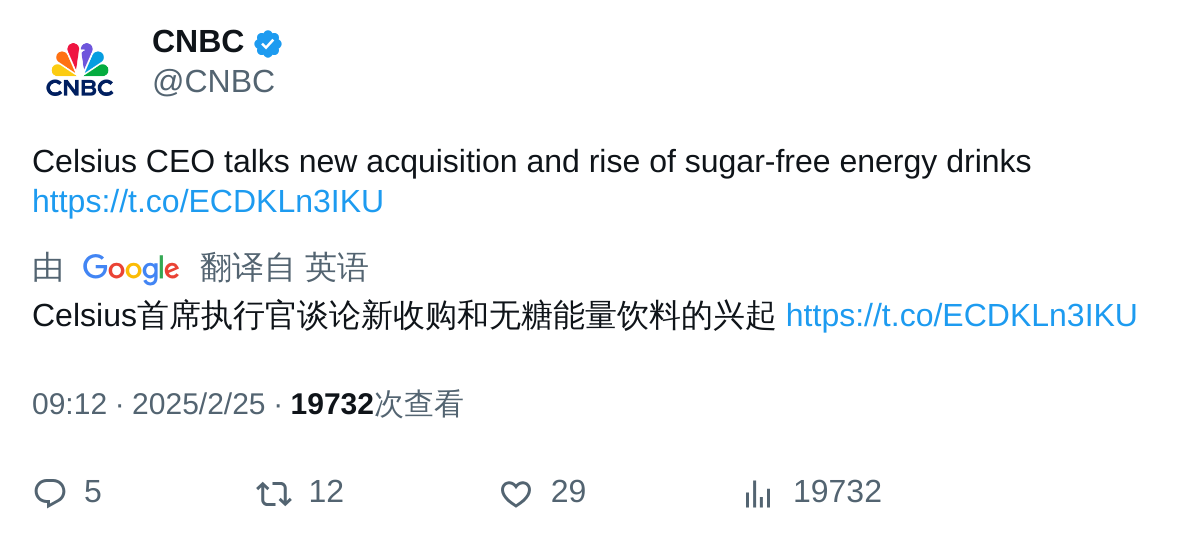 CNBC
@CNBC
CNBC
Celsius CEO talks new acquisition and rise of sugar-free energy drinks
https://t.co/ECDKLn3IKU
由 Google 翻译自 英语
Celsius首席执行官谈论新收购和无糖能量饮料的兴起 https://t.co/ECDKLn3IKU
09:12 · 2025/2/25 · 19732次查看
5 12 29 19732